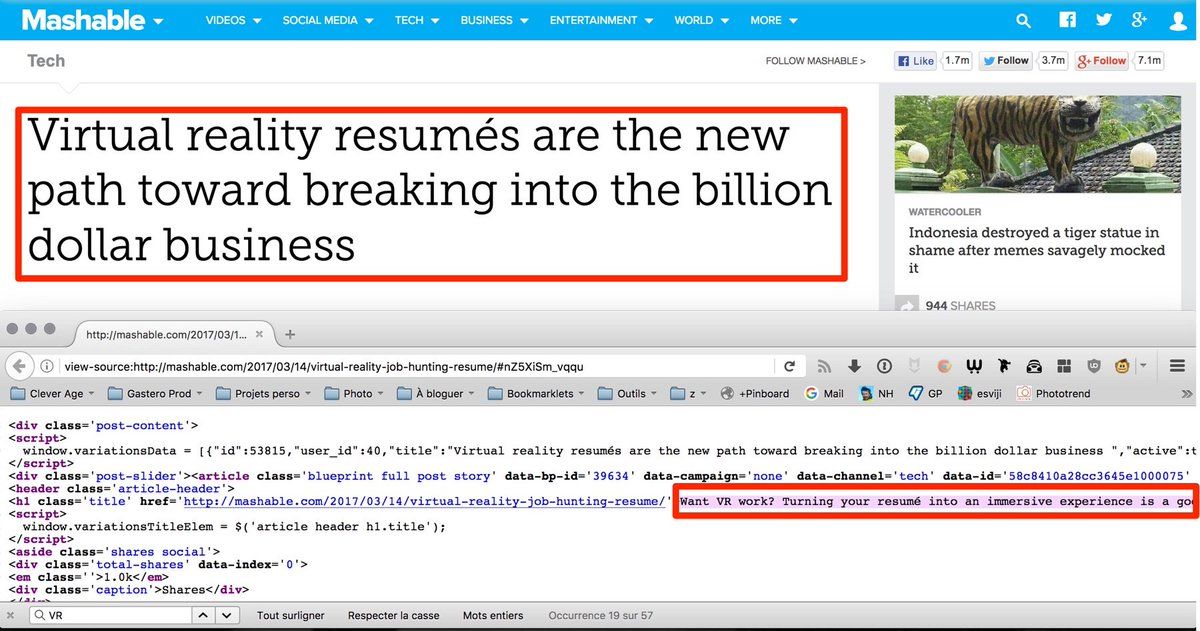 Mashable
VIDEOS SOCIAL MEDIA TECH BUSINESS ENTERTAINMENT WORLD MORE
Tech
FOLLOW MASHABLE >
Like 1.7m Follow 3.7m Follow 7.1m
Virtual reality resumés are the new
path toward breaking into the billion
dollar business
WATERCOOLER
Indonesia destroyed a tiger statue in
shame after memes savagely mocked
it
944 SHARES
http://mashable.com/2017/03/1...
view-source:http://mashable.com/2017/03/14/virtual-reality-job-hunting-resume/#nZ5XiSm_vqqu
Clever Age Gastero Prod Projets perso Photo À bloguer Bookmarklets Outils z +Pinboard Mail NH GP esviji Phototrend
<div class='post-content'>
<script>
window.variationsData = [{"id":53815,"user_id":40,"title":"Virtual reality resumés are the new path toward breaking into the billion dollar business ","active":t
</script>
<div class='post-slider'><article class='blueprint full post story' data-bp-id='39634' data-campaign='none' data-channel='tech' data-id='58c8410a28cc3645e1000075'
<header class='article-header'>
<h1 class='title' href='http://mashable.com/2017/03/14/virtual-reality-job-hunting-resume/' Want VR work? Turning your resumé into an immersive experience is a goo
<script>
window.variationsTitleElem = $('article header h1.title');
</script>
<aside class='shares social'>
<div class='total-shares' data-index='0'>
<em class=''>1.0k</em>
<div class='caption'>Shares</div>
VR
Tout surligner Respecter la casse Mots entiers Occurrence 19 sur 57